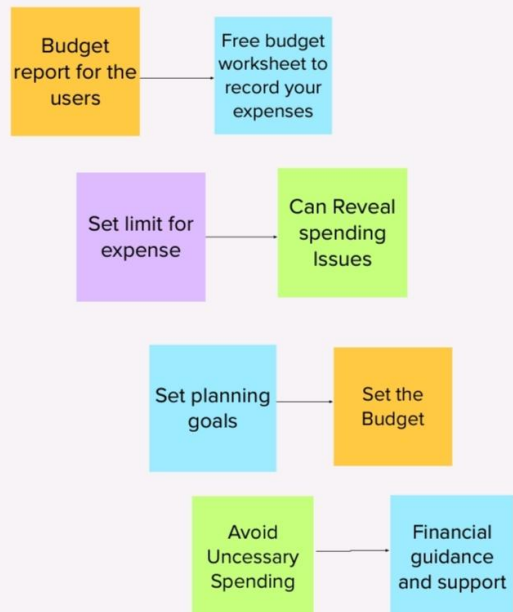 Budget
report for the
users
Free budget
worksheet to
record your
expenses
Set limit for
expense
Can Reveal
spending
Issues
Set planning
goals
Set the
Budget
Avoid
Uncessary
Spending
Financial
guidance
and support